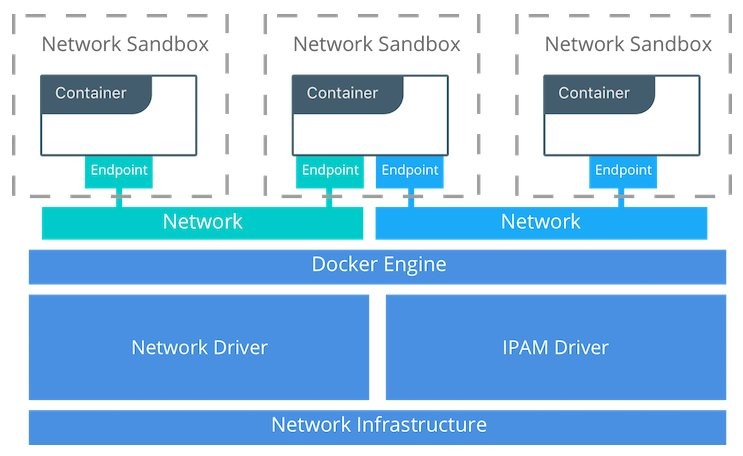 Network Sandbox
Network Sandbox
Network Sandbox
Container
Container
Container
Endpoint
Endpoint
Endpoint
Endpoint
Network
Network
Docker Engine
Network Driver
IPAM Driver
Network Infrastructure